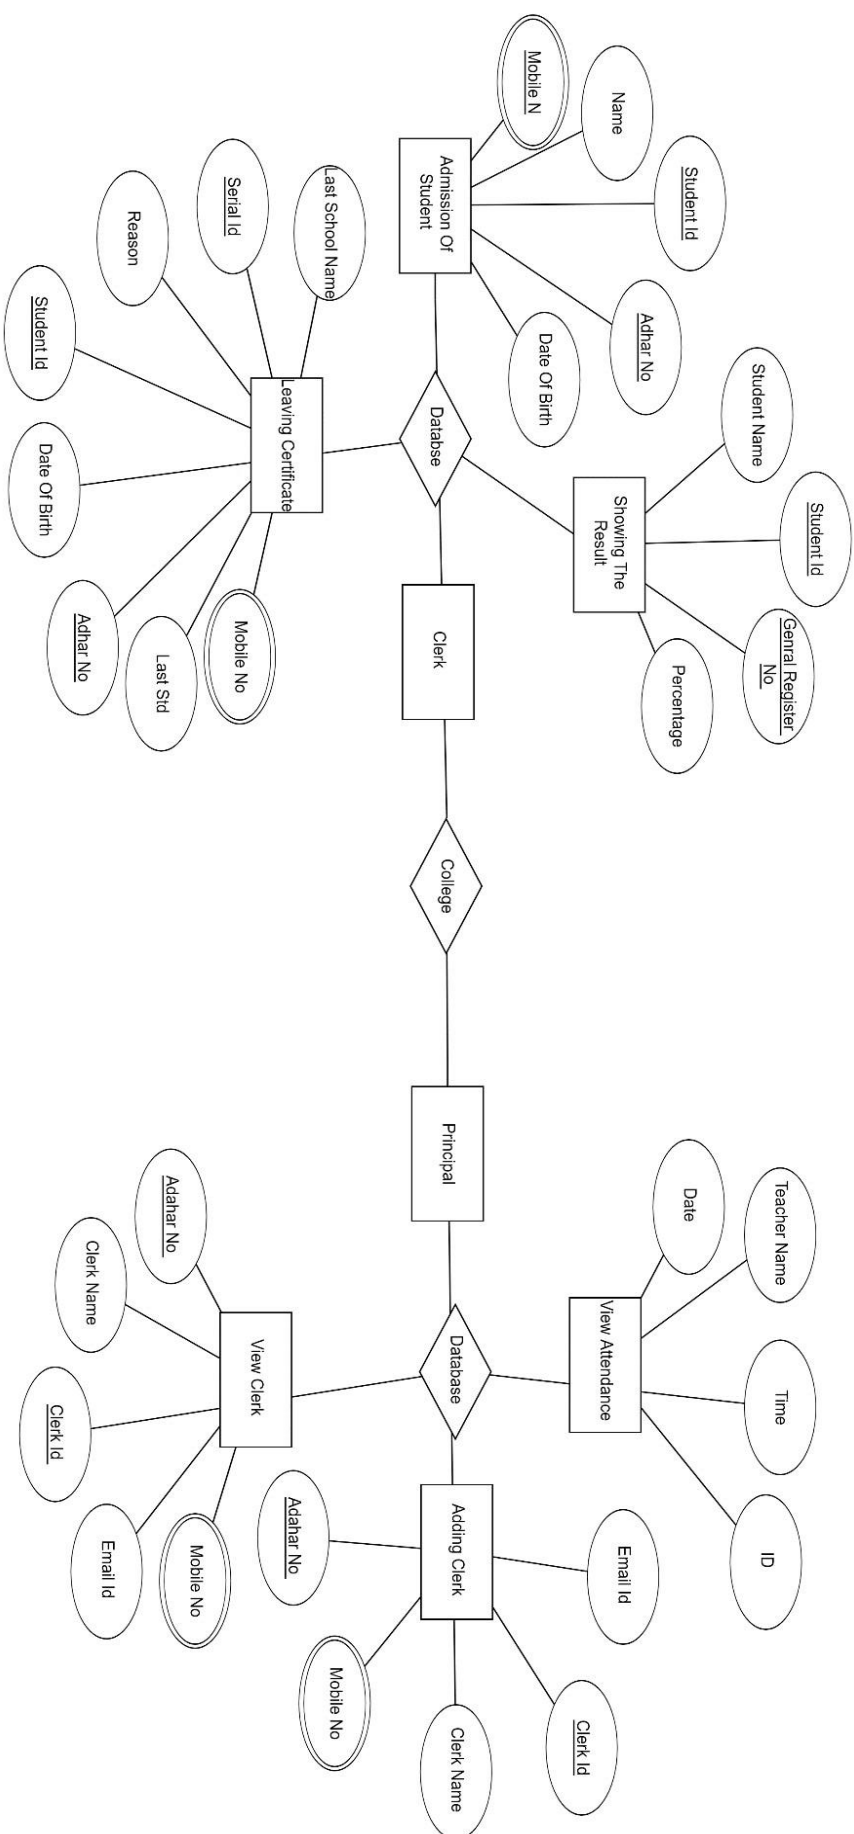 Mobile N
Name
Student Id
Adhar No
Date Of Birth
Admission Of
Student
Student Name
Student Id
Genral Register
No
Percentage
Showing The
Result
Databse
Last School Name
Serial Id
Reason
Student Id
Date Of Birth
Adhar No
Last Std
Mobile No
Leaving Certificate
Clerk
College
Principal
Database
Date
Teacher Name
Time
ID
View Attendance
Adahar No
Clerk Name
Clerk Id
Email Id
Mobile No
View Clerk
Adding Clerk
Email Id
Clerk Id
Clerk Name
Mobile No
Adahar No